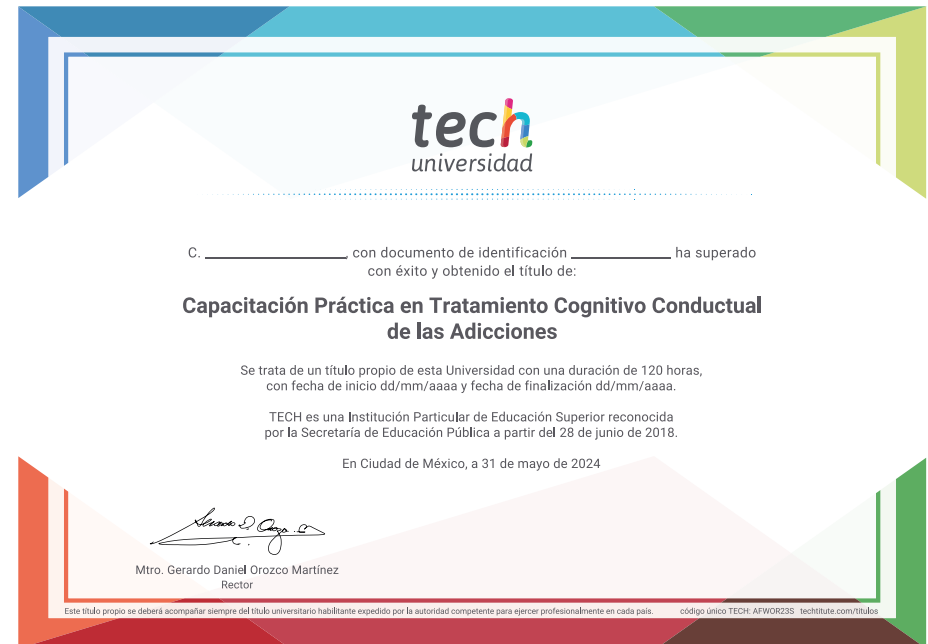 tech
universidad
C. , con documento de identificación ha superado
con éxito y obtenido el título de:
Capacitación Práctica en Tratamiento Cognitivo Conductual
de las Adicciones
Se trata de un título propio de esta Universidad con una duración de 120 horas,
con fecha de inicio dd/mm/aaaa y fecha de finalización dd/mm/aaaa.
TECH es una Institución Particular de Educación Superior reconocida
por la Secretaría de Educación Pública a partir del 28 de junio de 2018.
En Ciudad de México, a 31 de mayo de 2024
Mtro. Gerardo Daniel Orozco Martínez
Rector
Este título propio se deberá acompañar siempre del título universitario habilitante expedido por la autoridad competente para ejercer profesionalmente en cada país. código único TECH: AFWOR23S techtitute.com/titulos